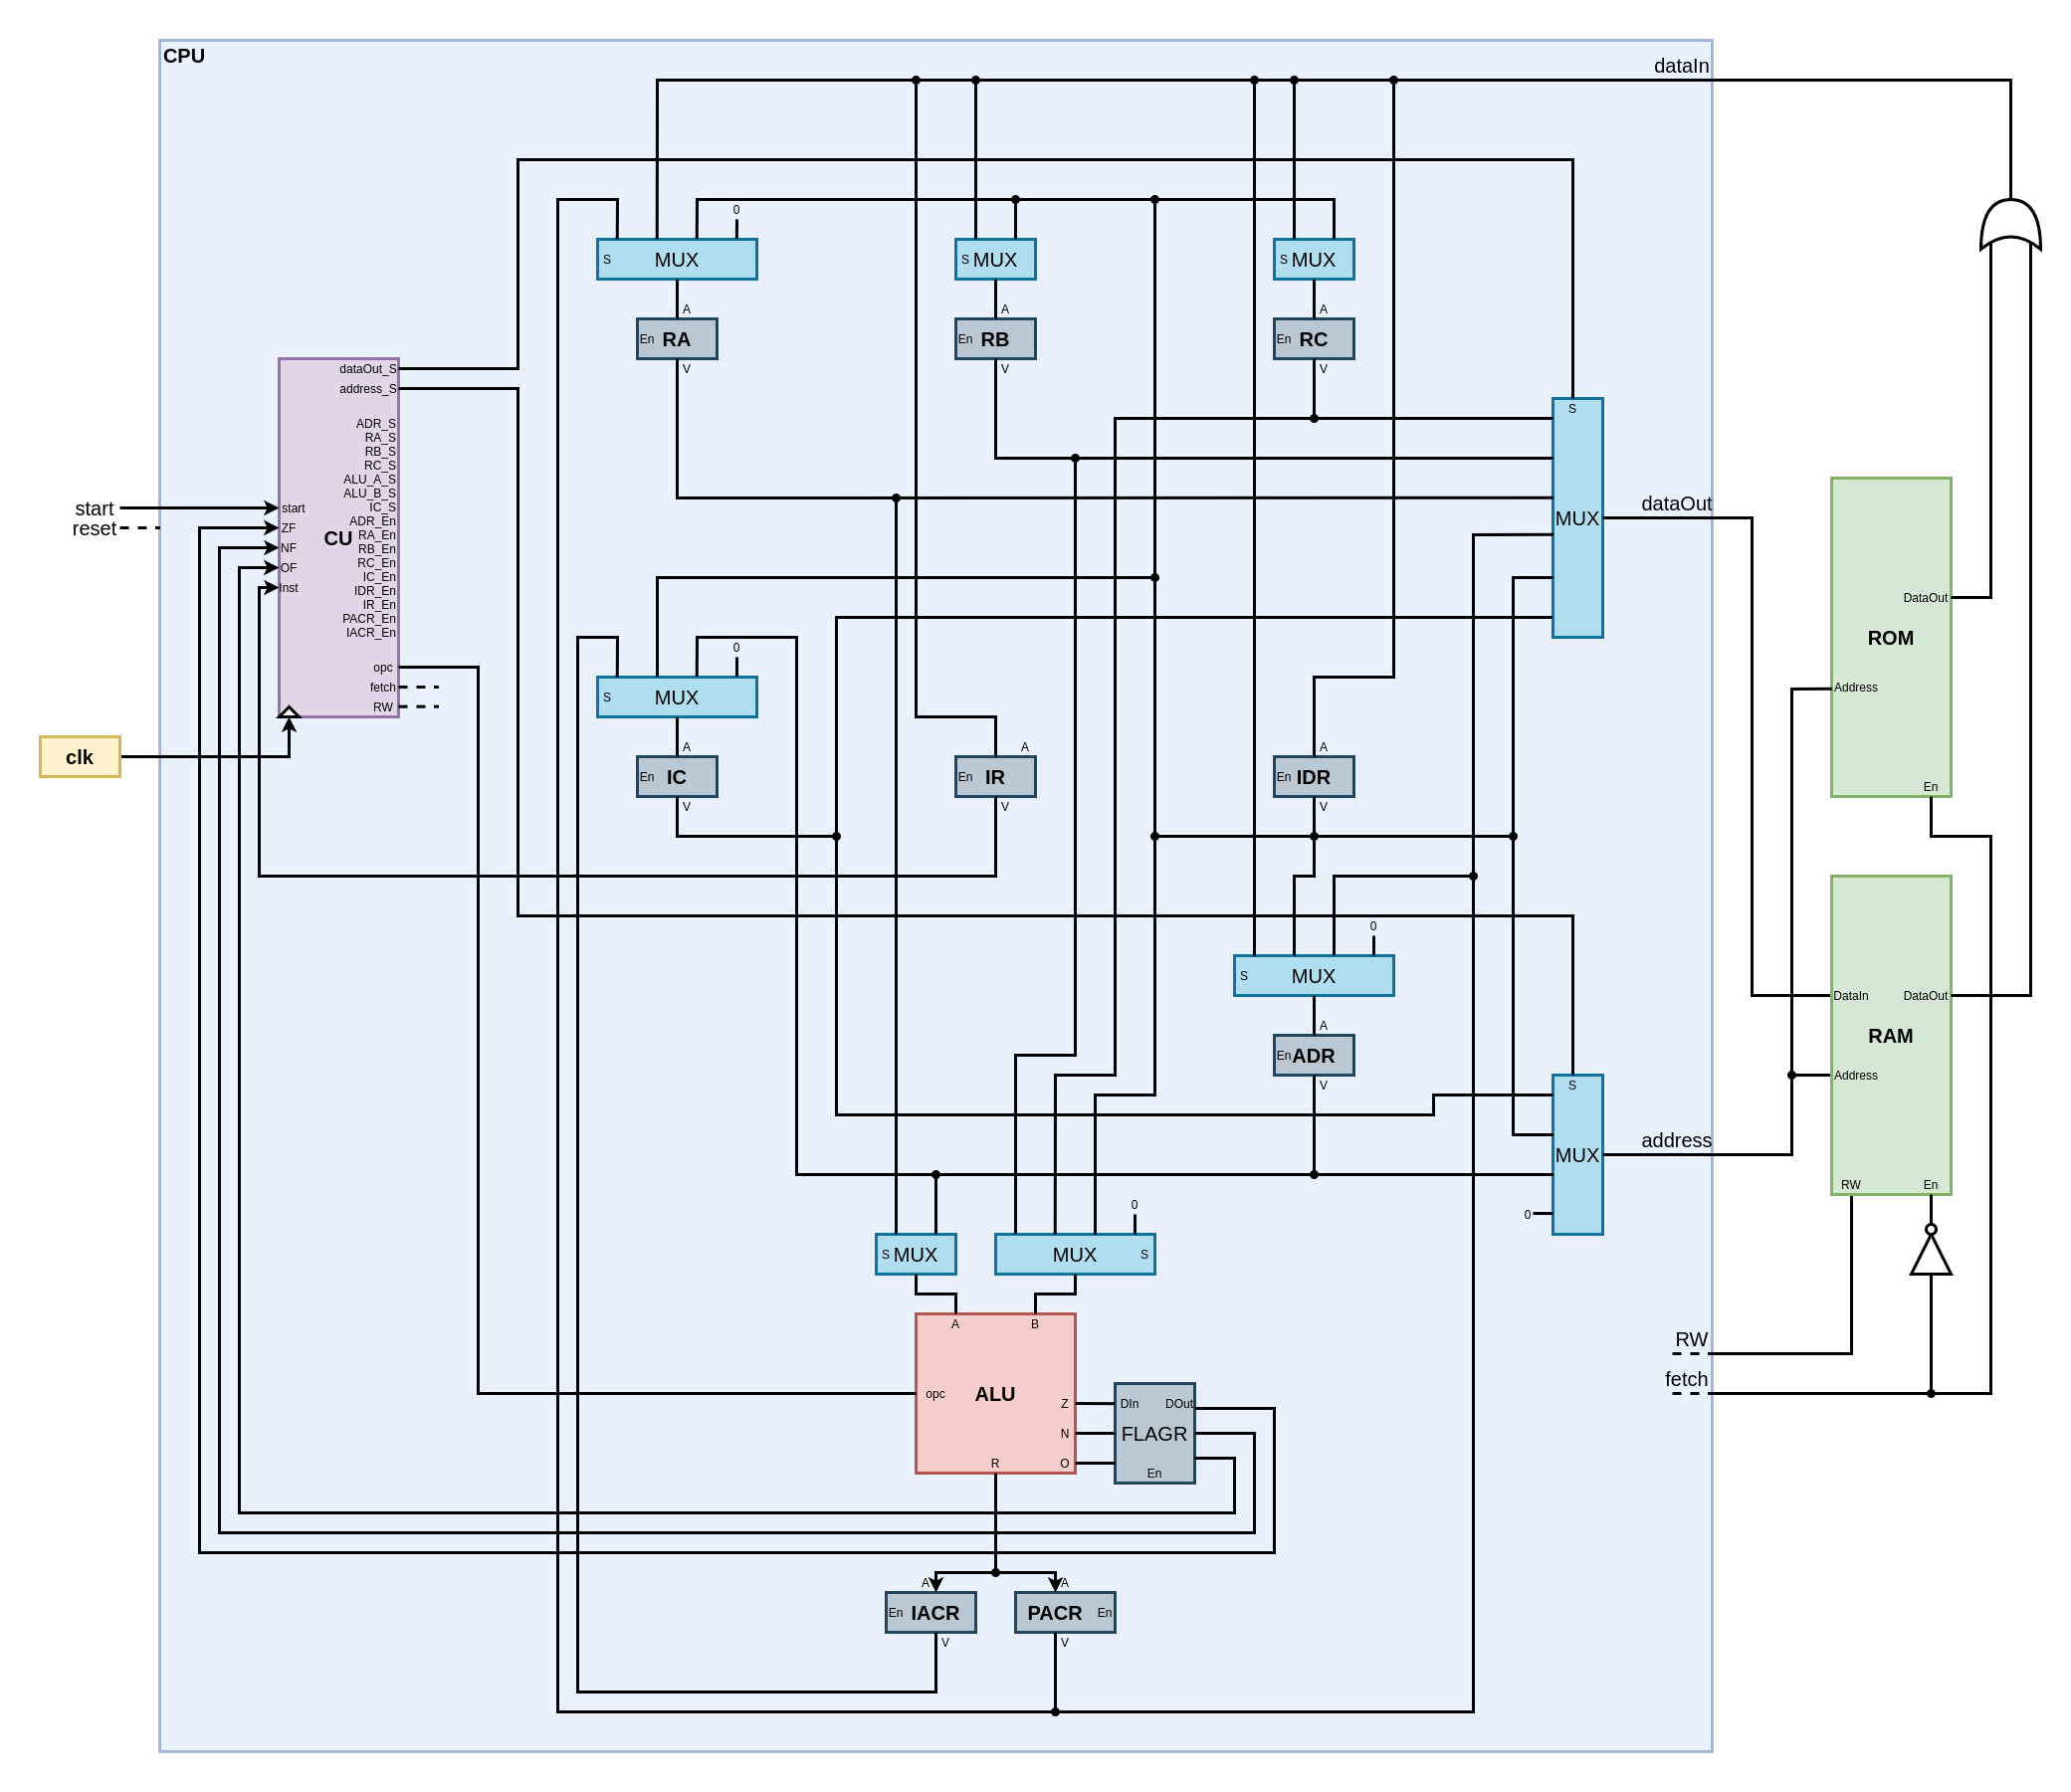 CPU
dataIn
0
S MUX
S MUX
S MUX
A
A
A
En RA
En RB
En RC
V
V
V
dataOut_S
address_S
S
ADR_S
RA_S
RB_S
RC_S
ALU_A_S
ALU_B_S
IC_S
ADR_En
RA_En
RB_En
RC_En
IC_En
IDR_En
IR_En
PACR_En
IACR_En
start
reset
start
ZF
NF
OF
Inst
CU
opc
fetch
RW
clk
MUX
dataOut
DataOut
ROM
Address
En
0
S MUX
A
A
A
En IC
En IR
En IDR
V
V
V
0
S MUX
A
En ADR
V
DataIn DataOut
RAM
Address
RW En
S
MUX
address
0
0
S MUX
MUX S
A B
opc ALU
Z
N
O
R
DIn DOut
FLAGR
En
RW
fetch
A
A
En IACR
PACR En
V
V